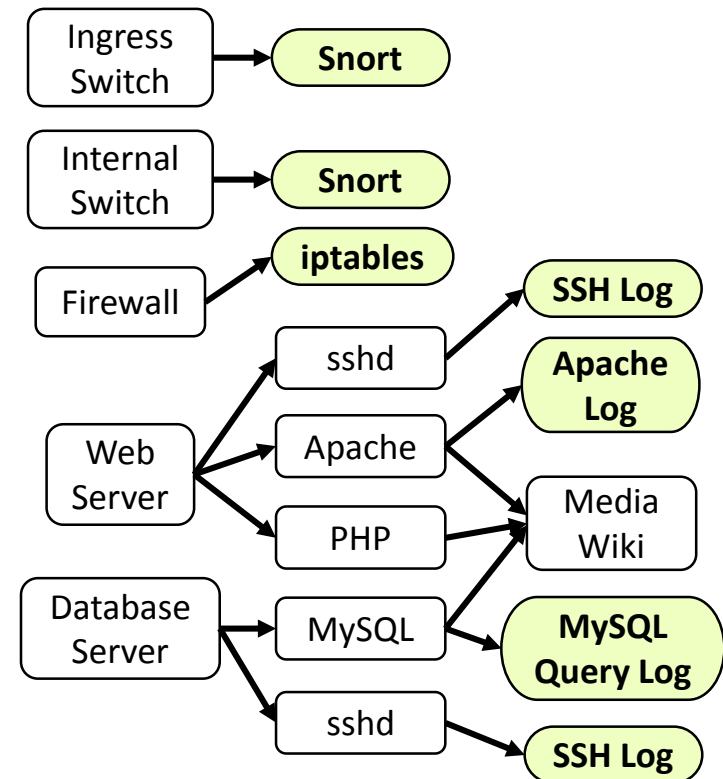 Ingress
Switch
Snort
Internal
Switch
Snort
iptables
Firewall
SSH Log
sshd
Apache
Log
Apache
Web
Server
Media
Wiki
PHP
Database
Server
MySQL
MySQL
Query Log
sshd
SSH Log